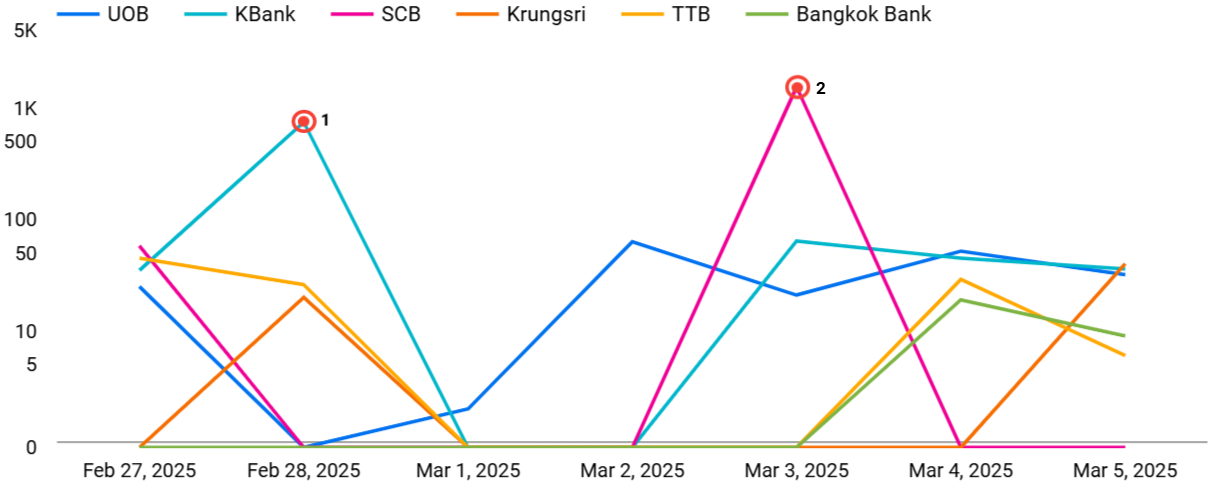 UOB KBank SCB Krungsri TTB Bangkok Bank
5K
2
1
1K
500
100
50
10
5
0
Feb 27, 2025 Feb 28, 2025 Mar 1, 2025 Mar 2, 2025 Mar 3, 2025 Mar 4, 2025 Mar 5, 2025